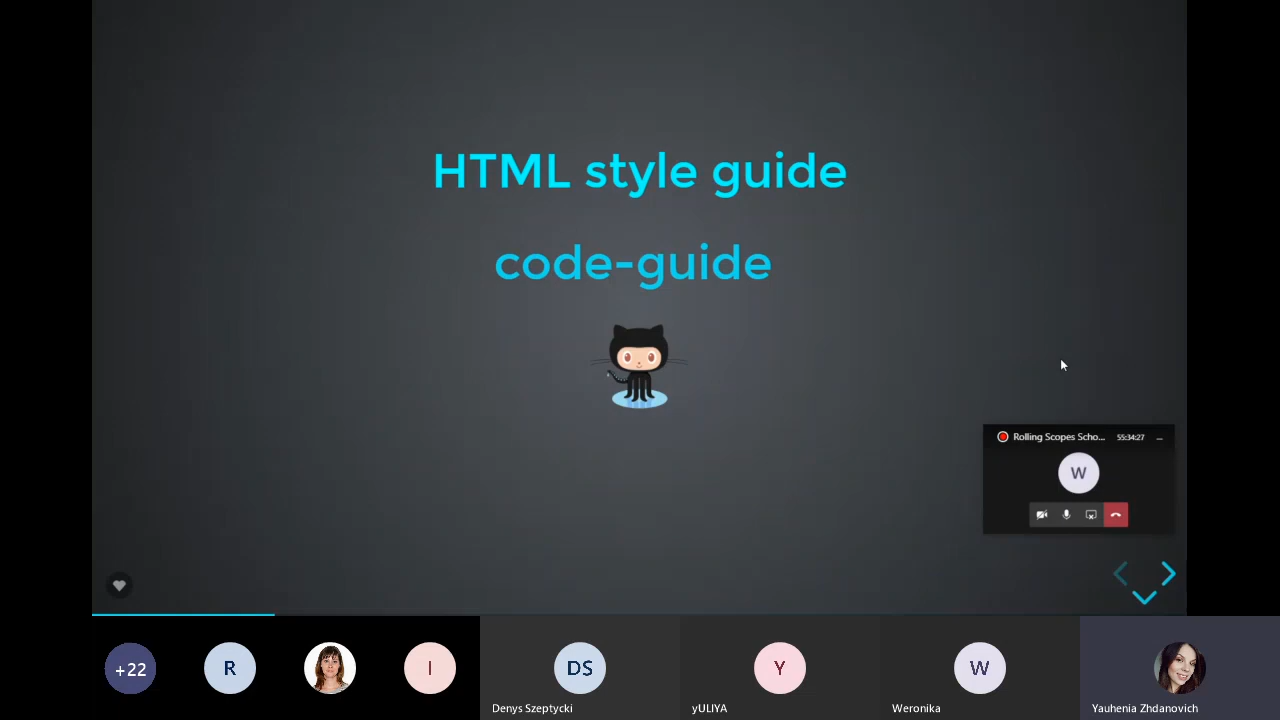 HTML style guide
code-guide
Rolling Scopes Scho... 55:34:27
W
+22
R
I
DS
Y
W
Denys Szeptycki
yULIYA
Weronika
Yauhenia Zhdanovich